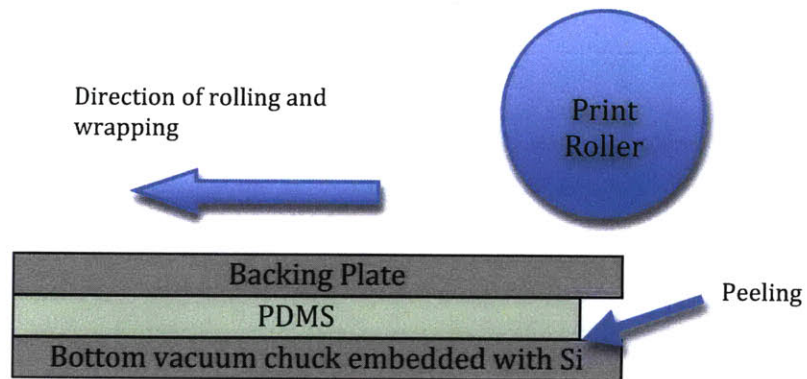 Direction of rolling and
wrapping
Print
Roller
Backing Plate
Peeling
PDMS
Bottom vacuum chuck embedded with Si